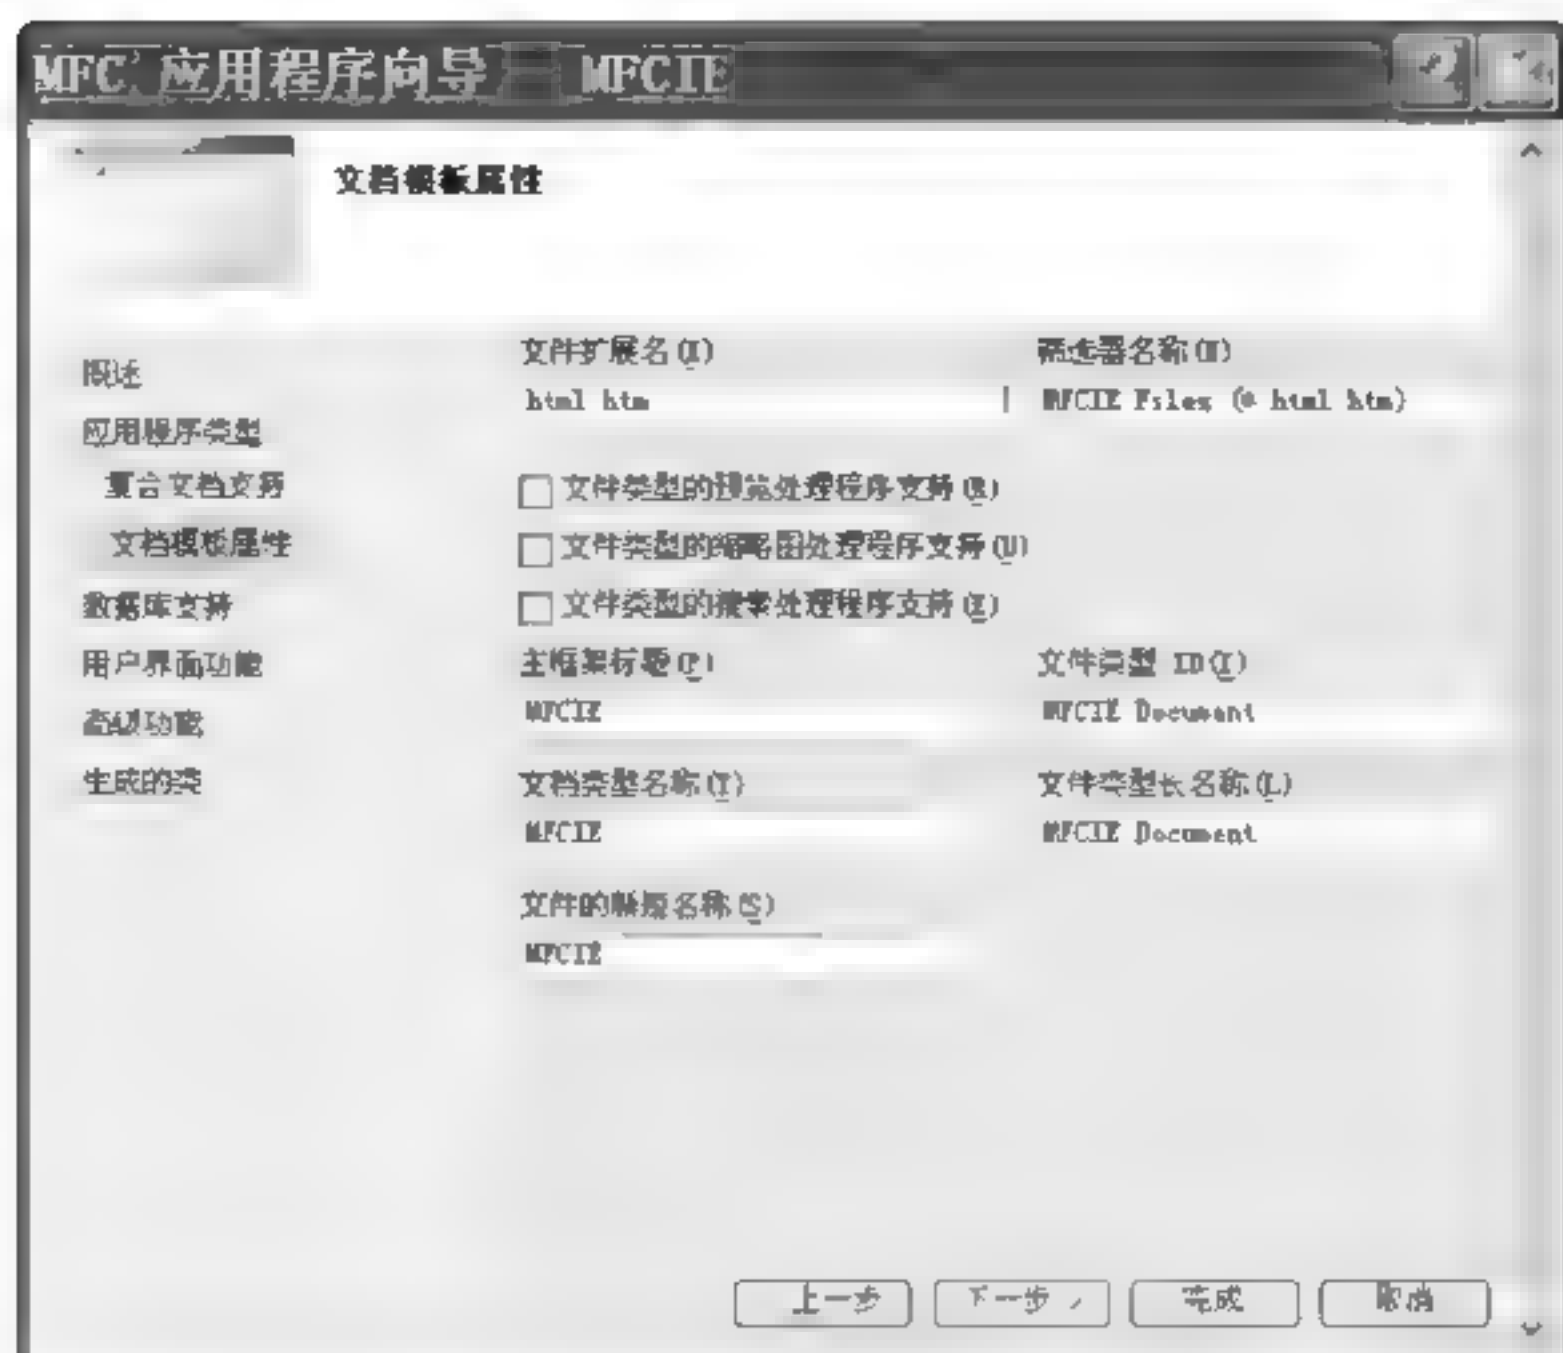 MFC 应用程序向导 - MFCIE
文档模板属性
概述
应用程序类型
复合文档支持
文档模板属性
数据库支持
用户界面功能
高级功能
生成的类
文件扩展名(X)
html htm
筛选器名称(N)
MFCIE Files (* html htm)
文件类型的预览处理程序支持(R)
文件类型的缩略图处理程序支持(U)
文件类型的搜索处理程序支持(E)
主框架标题(P)
MFCIE
文件类型 ID(I)
MFCIE Document
文档类型名称(T)
MFCIE
文件类型长名称(L)
MFCIE Document
文件的新短名称(S)
MFCIE
上一步
下一步 >
完成
取消